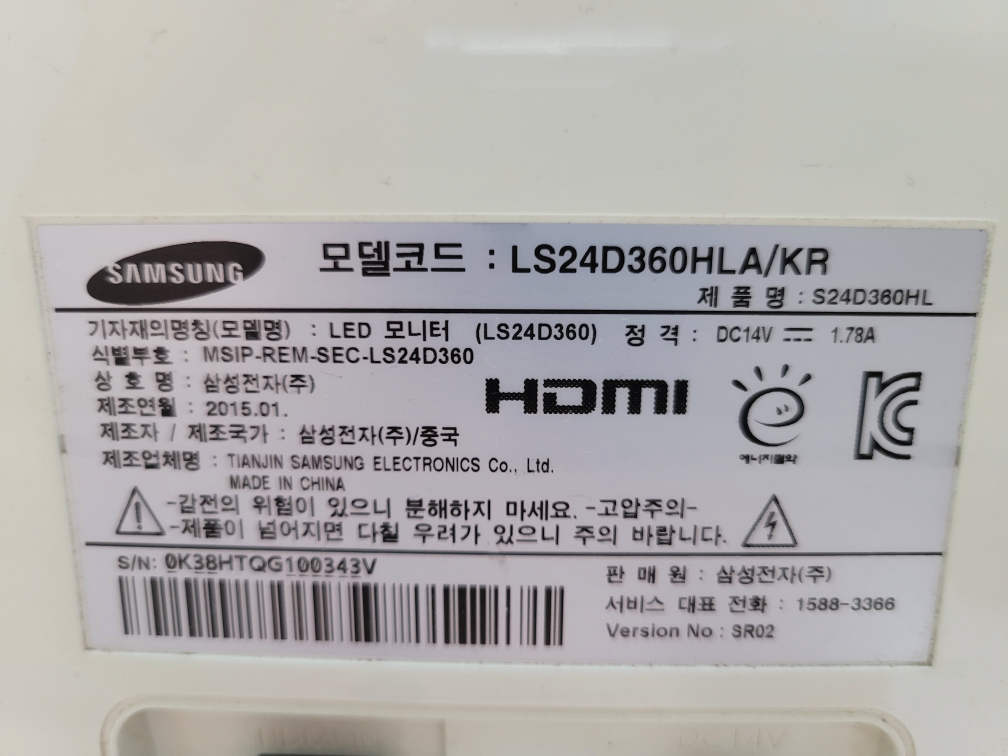 SAMSUNG
모델코드 : LS24D360HLA/KR
제 품 명 : S24D360HL
기자재의명칭(모델명) : LED 모니터 (LS24D360) 정 격 : DC14V 1.78A
식별부호 : MSIP-REM-SEC-LS24D360
상 호 명 : 삼성전자(주)
제조연월 : 2015.01.
HDMI
에너지절약
제조자 / 제조국가 : 삼성전자(주)/중국
제조업체명 : TIANJIN SAMSUNG ELECTRONICS Co., Ltd.
MADE IN CHINA
-감전의 위험이 있으니 분해하지 마세요. -고압주의-
-제품이 넘어지면 다칠 우려가 있으니 주의 바랍니다.
S/N: 0K38HTQG100343V
판 매 원 : 삼성전자(주)
서비스 대표 전화 : 1588-3366
Version No : SR02
DC 14V